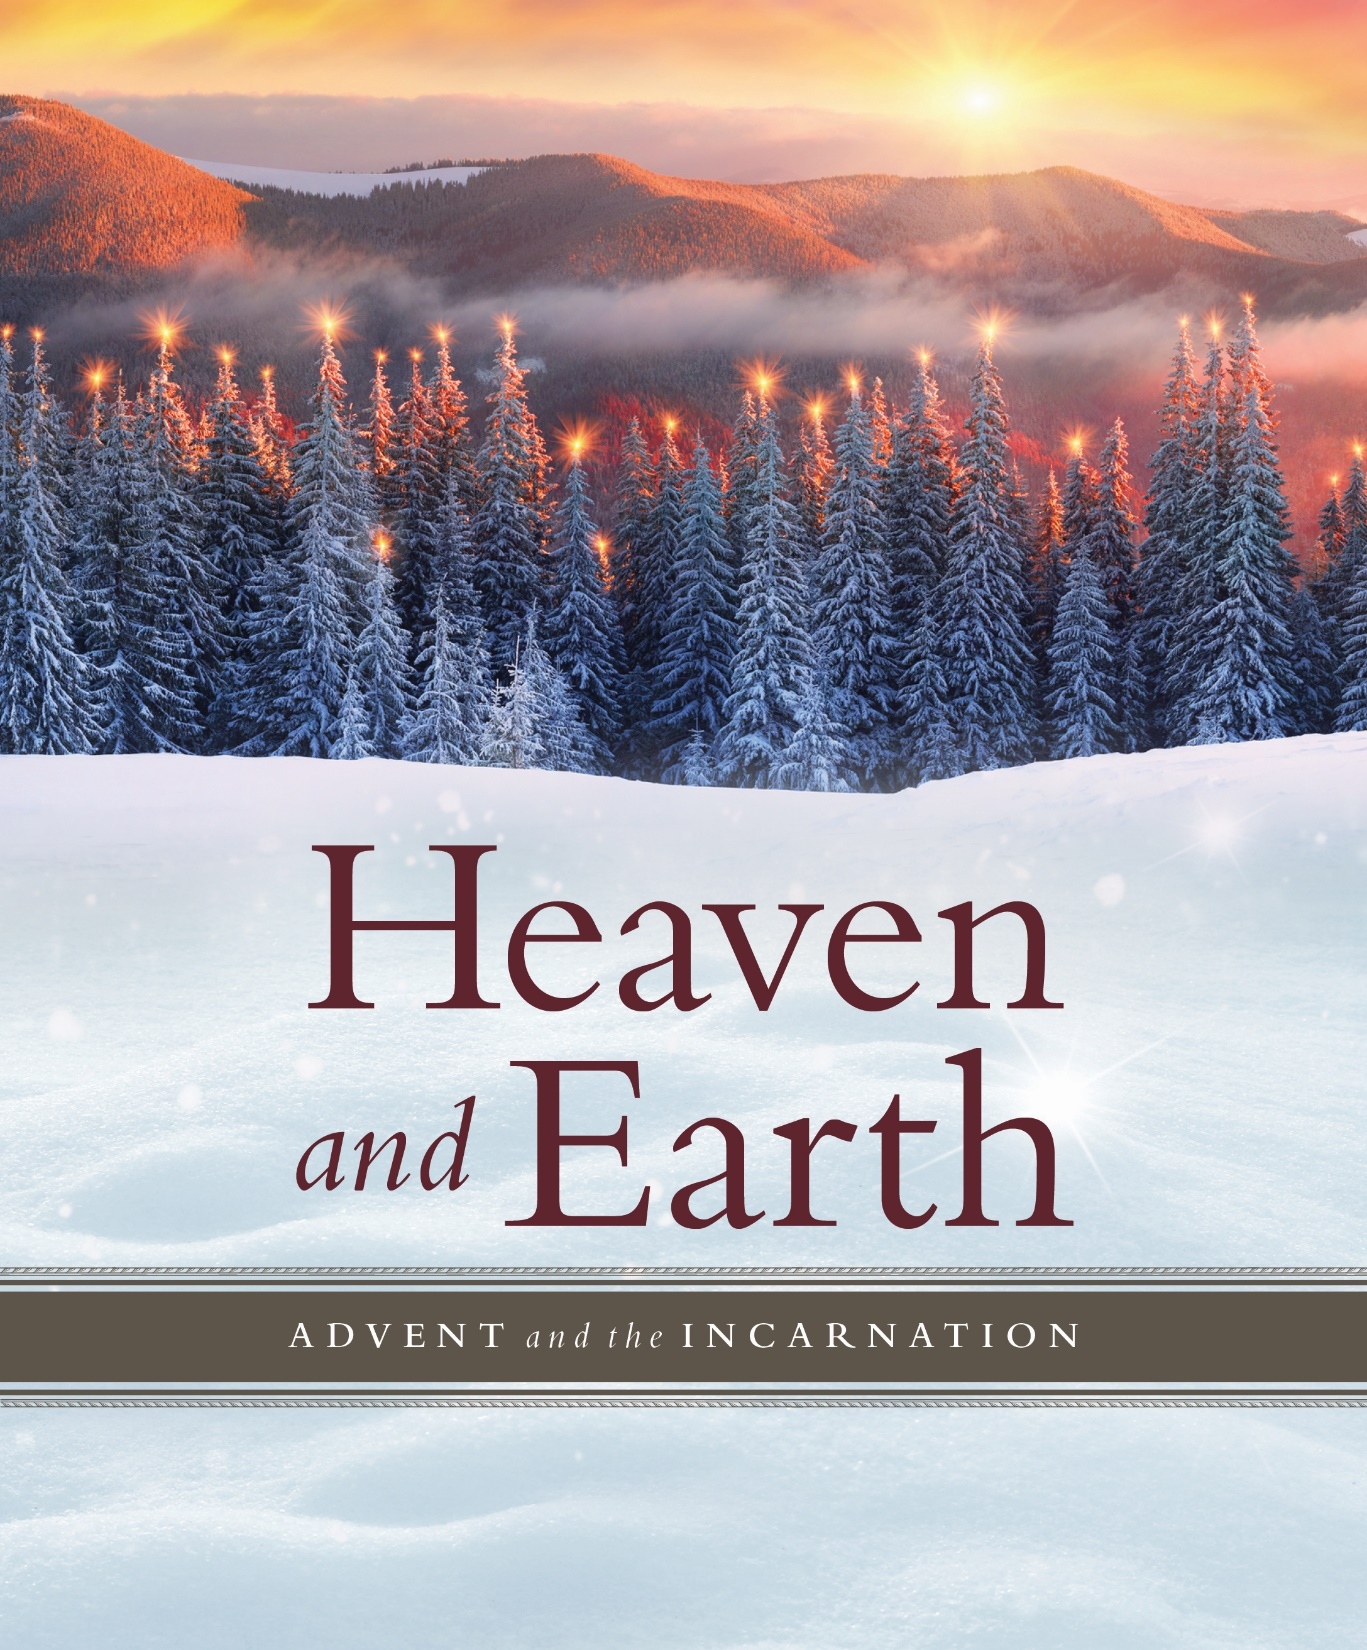 Heaven
and Earth
ADVENT and the INCARNATION